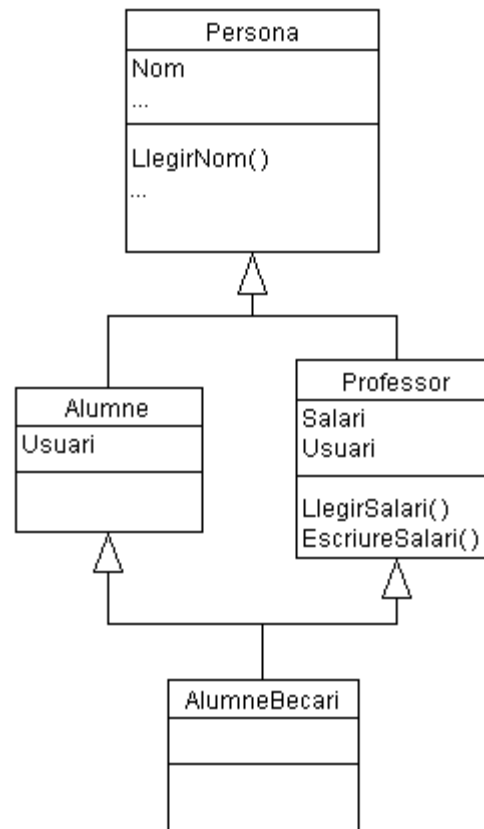 Persona
Nom
...
LlegirNom()
...
Alumne
Usuari
Professor
Salari
Usuari
LlegirSalari()
EscriureSalari()
AlumneBecari